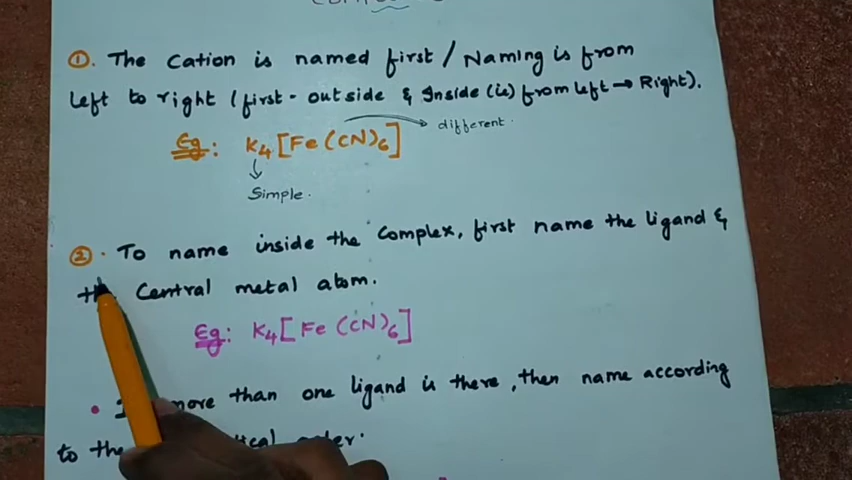 ①. The Cation is named first / Naming is from
left to right (first - outside & Inside (is) from left → Right).
Eg: K₄[Fe(CN)₆] → different.
↓
Simple.
②. To name inside the Complex, first name the ligand &
Central metal atom.
Eg: K₄[Fe(CN)₆]
• more than one ligand is there, then name according
to the